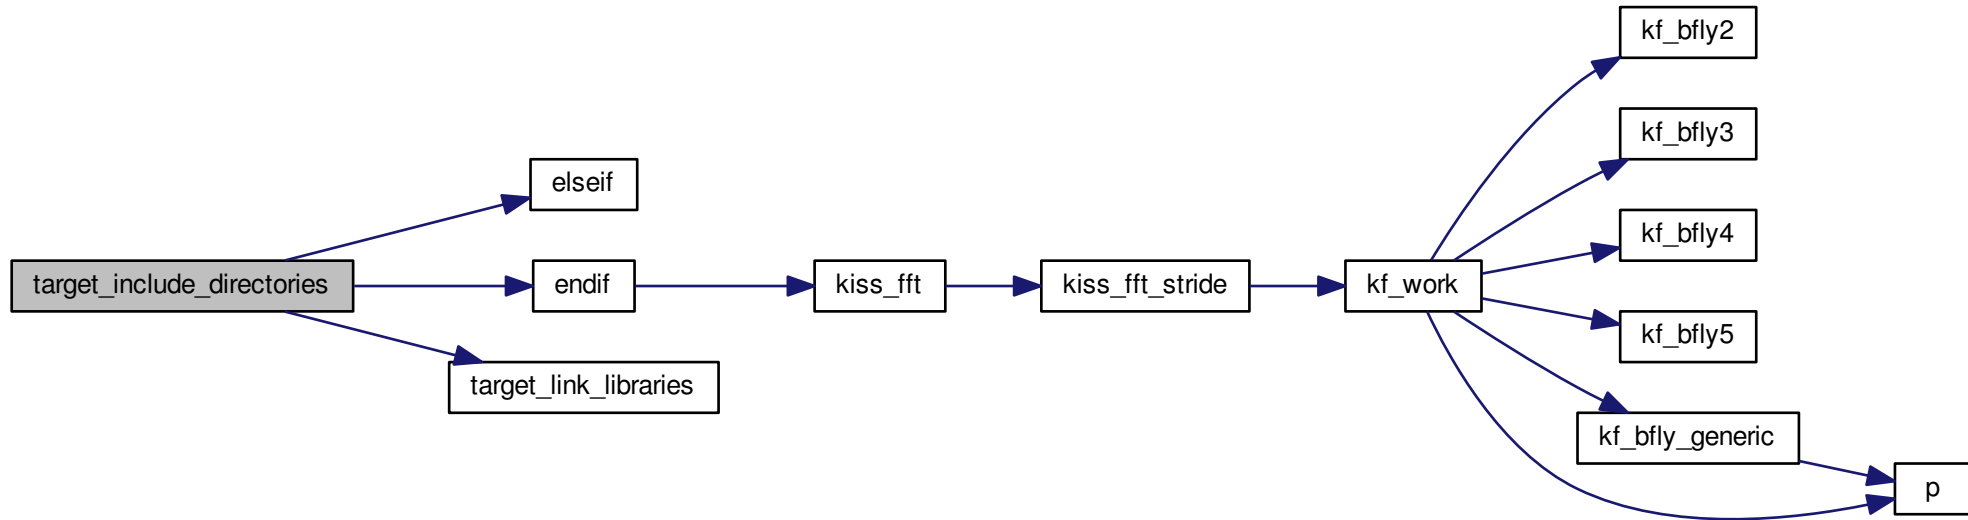 kf_bfly2
kf_bfly3
elseif
kf_bfly4
target_include_directories
endif
kiss_fft
kiss_fft_stride
kf_work
kf_bfly5
target_link_libraries
kf_bfly_generic
p